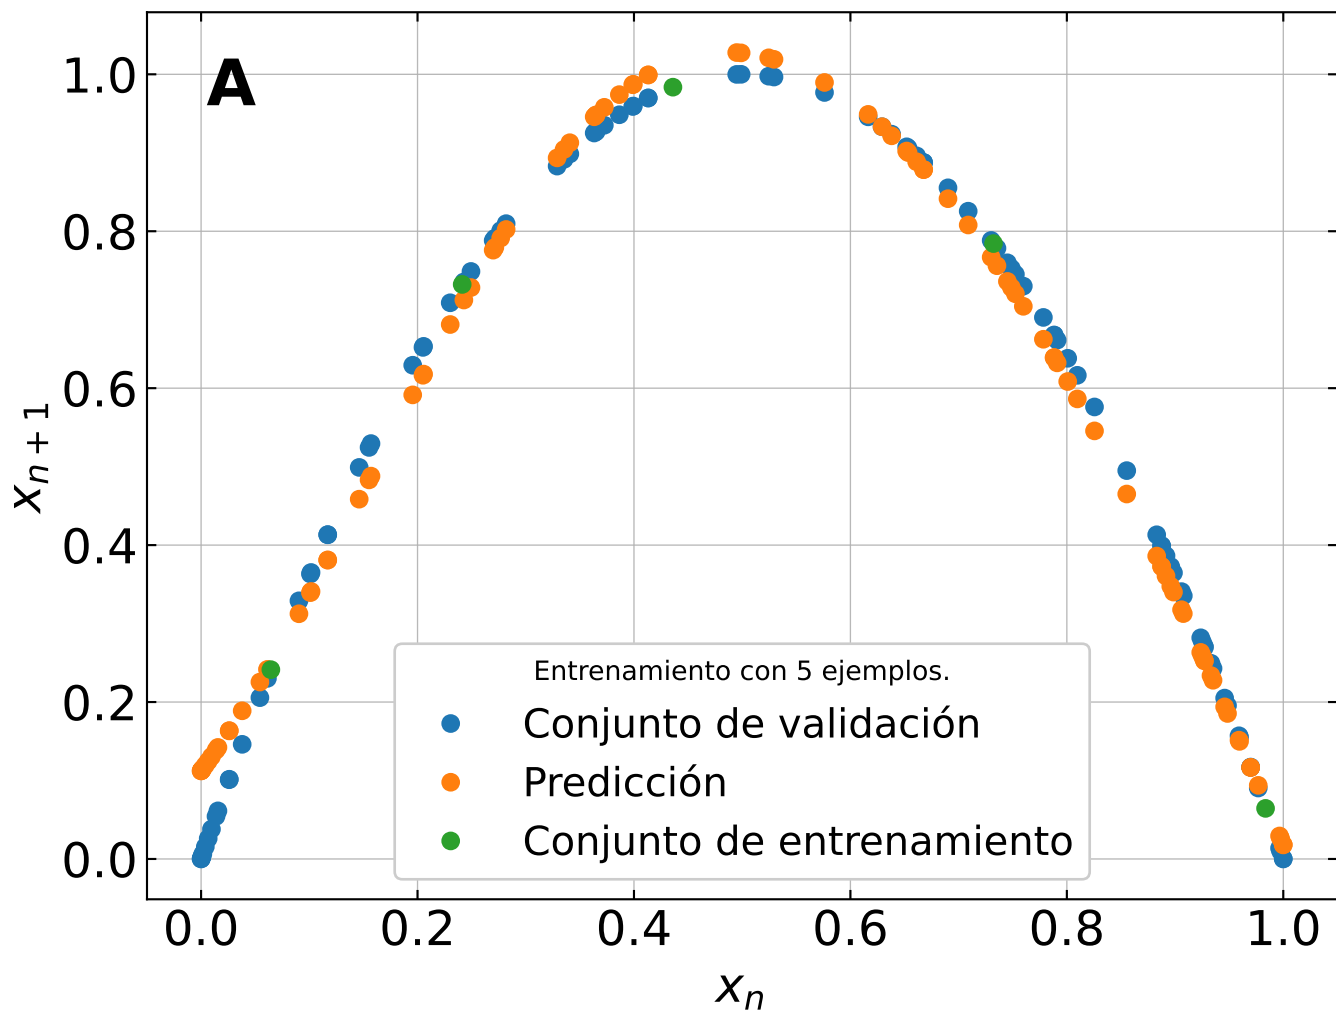 A
1.0
0.8
0.6
0.4
0.2
0.0
x_{n+1}
Entrenamiento con 5 ejemplos.
Conjunto de validación
Predicción
Conjunto de entrenamiento
0.0 0.2 0.4 0.6 0.8 1.0
x_n